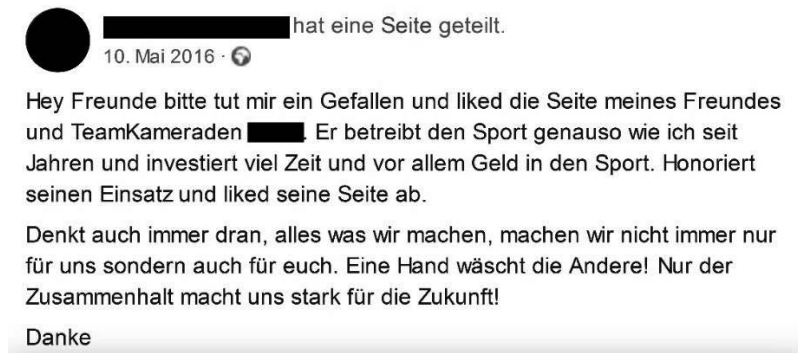 hat eine Seite geteilt.
10. Mai 2016 ·
Hey Freunde bitte tut mir ein Gefallen und liked die Seite meines Freundes
und TeamKameraden . Er betreibt den Sport genauso wie ich seit
Jahren und investiert viel Zeit und vor allem Geld in den Sport. Honoriert
seinen Einsatz und liked seine Seite ab.
Denkt auch immer dran, alles was wir machen, machen wir nicht immer nur
für uns sondern auch für euch. Eine Hand wäscht die Andere! Nur der
Zusammenhalt macht uns stark für die Zukunft!
Danke